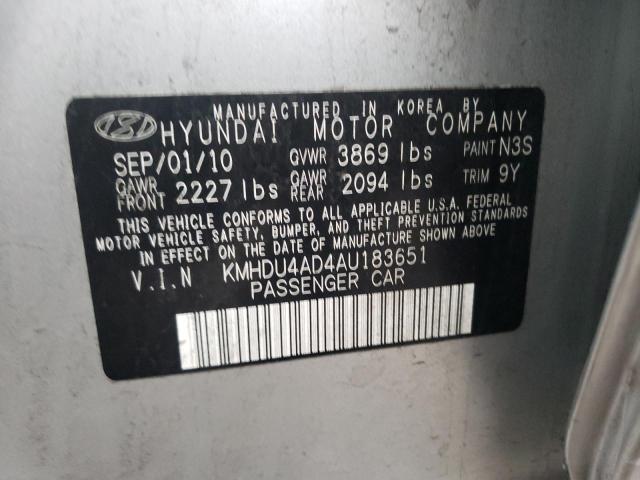 MANUFACTURED IN KOREA BY
HYUNDAI MOTOR COMPANY
SEP/01/10 GVWR 3869 lbs PAINT N3S
GAWR FRONT 2227 lbs GAWR REAR 2094 lbs TRIM 9Y
THIS VEHICLE CONFORMS TO ALL APPLICABLE U.S.A. FEDERAL
MOTOR VEHICLE SAFETY, BUMPER, AND THEFT PREVENTION STANDARDS
IN EFFECT ON THE DATE OF MANUFACTURE SHOWN ABOVE.
V.I.N KMHDU4AD4AU183651
PASSENGER CAR